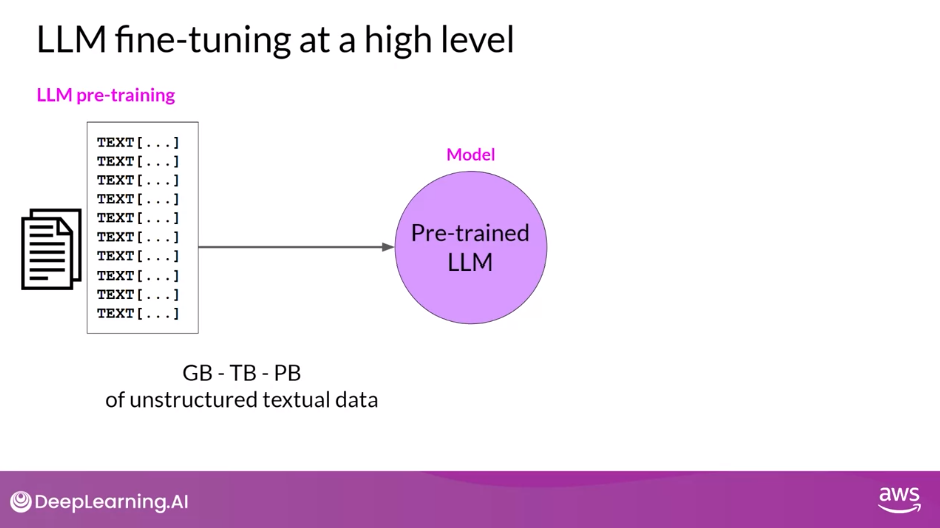 LLM fine-tuning at a high level
LLM pre-training
TEXT[...]
TEXT[...]
TEXT[...]
TEXT[...]
TEXT[...]
TEXT[...]
TEXT[...]
TEXT[...]
TEXT[...]
TEXT[...]
Model
Pre-trained
LLM
GB - TB - PB
of unstructured textual data
DeepLearning.AI
aws